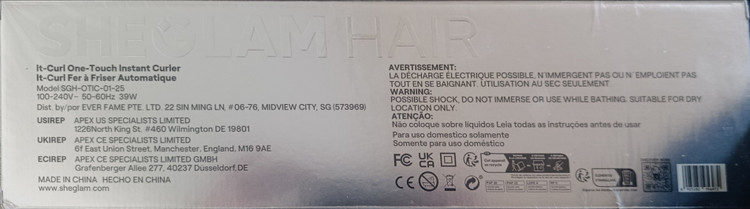 SHEGLAM HAIR
It-Curl One-Touch Instant Curler
It-Curl Fer à Friser Automatique
Model:SGH-OTIC-01-25
100-240V~ 50-60Hz 39W
Dist. by/por EVER FAME PTE. LTD. 22 SIN MING LN, #06-76, MIDVIEW CITY, SG (573969)
USIREP APEX US SPECIALISTS LIMITED
1226North King St. #460 Wilmington DE 19801
UKIREP APEX CE SPECIALISTS LIMITED
6f East Union Street, Manchester, England, M16 9AE
ECIREP APEX CE SPECIALISTS LIMITED GMBH
Grafenberger Allee 277, 40237 Düsseldorf,DE
MADE IN CHINA HECHO EN CHINA
www.sheglam.com
AVERTISSEMENT:
LA DÉCHARGE ÉLECTRIQUE POSSIBLE, N'IMMERGENT PAS OU N'EMPLOIENT PAS
TOUT EN SE BAIGNANT. UTILISATION AU SEC SEULEMENT.
WARNING:
POSSIBLE SHOCK, DO NOT IMMERSE OR USE WHILE BATHING, SUITABLE FOR DRY
LOCATION ONLY.
ATENÇÃO:
Não coloque sobre líquidos Leia todas as instruções antes de usar
Para uso domestico solamente
Somente para uso doméstico
FC UK CA
CE